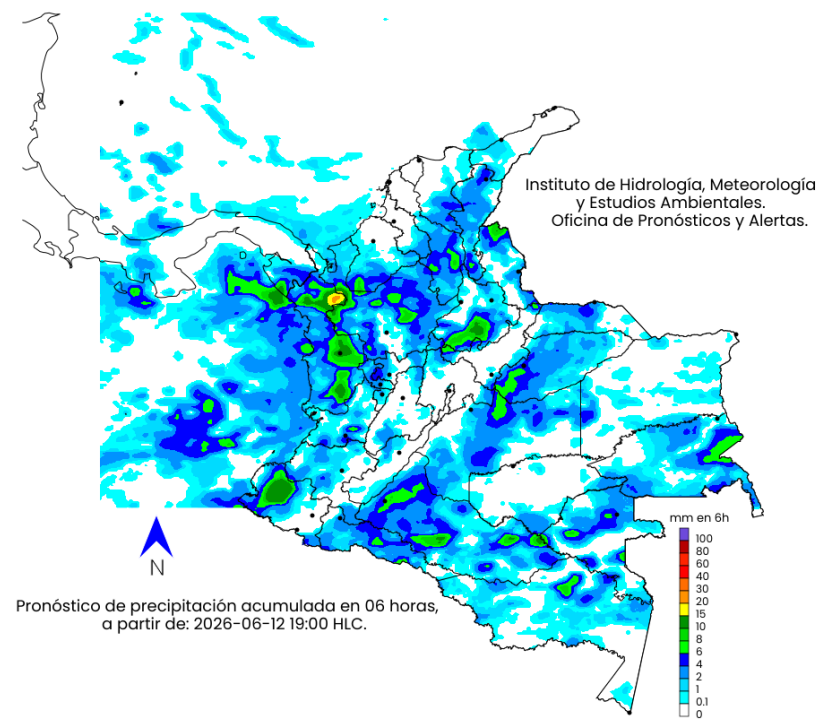 Instituto de Hidrología, Meteorología
y Estudios Ambientales.
Oficina de Pronósticos y Alertas.
mm en 6h
100
80
60
40
30
20
15
10
8
6
4
2
1
0.1
0
N
Pronóstico de precipitación acumulada en 06 horas,
a partir de: 2026-06-12 19:00 HLC.